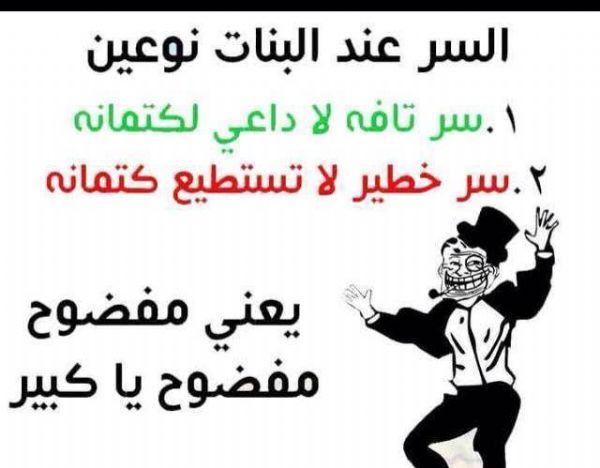 السر عند البنات نوعين
١.سر تافه لا داعي لكتمانه
٢.سر خطير لا تستطيع كتمانه
يعني مفضوح
مفضوح يا كبير